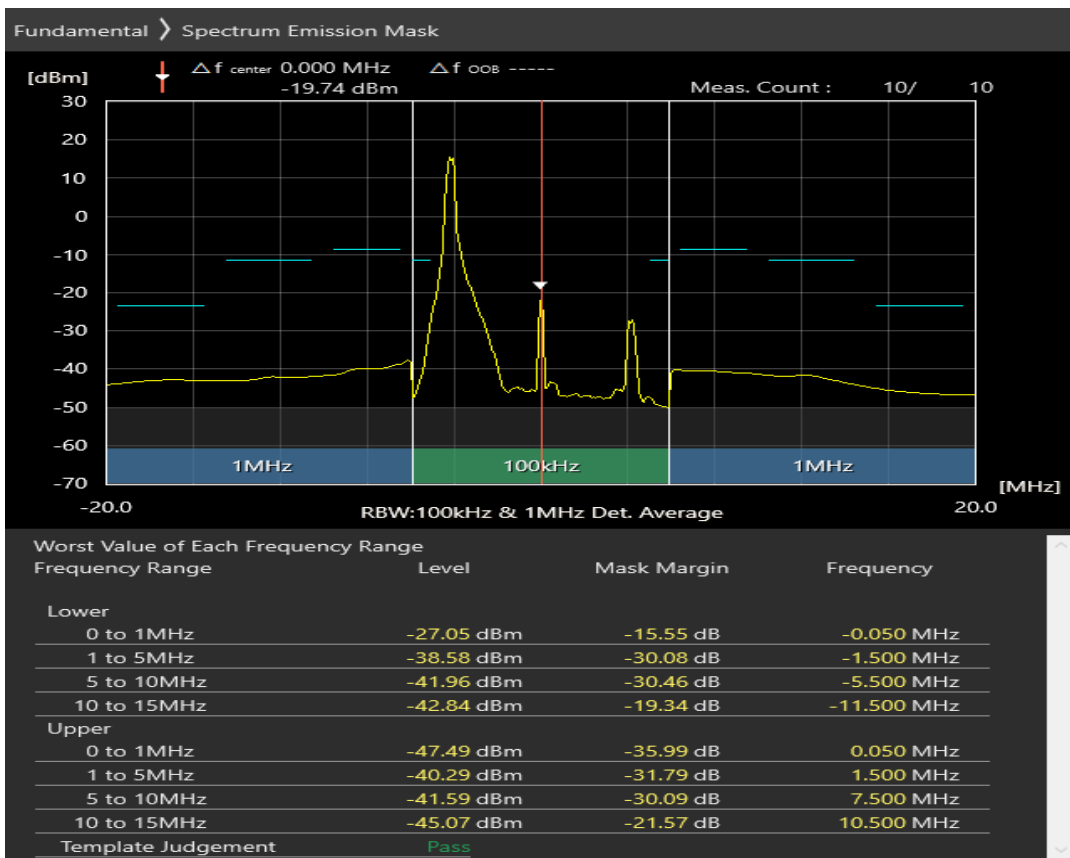 Fundamental ❯ Spectrum Emission Mask
[dBm] △f center 0.000 MHz △f OOB -----
-19.74 dBm Meas. Count : 10/ 10
30
20
10
0
-10
-20
-30
-40
-50
-60
-70
1MHz 100kHz 1MHz
[MHz]
-20.0 RBW:100kHz & 1MHz Det. Average 20.0
Worst Value of Each Frequency Range
Frequency Range Level Mask Margin Frequency
Lower
0 to 1MHz -27.05 dBm -15.55 dB -0.050 MHz
1 to 5MHz -38.58 dBm -30.08 dB -1.500 MHz
5 to 10MHz -41.96 dBm -30.46 dB -5.500 MHz
10 to 15MHz -42.84 dBm -19.34 dB -11.500 MHz
Upper
0 to 1MHz -47.49 dBm -35.99 dB 0.050 MHz
1 to 5MHz -40.29 dBm -31.79 dB 1.500 MHz
5 to 10MHz -41.59 dBm -30.09 dB 7.500 MHz
10 to 15MHz -45.07 dBm -21.57 dB 10.500 MHz
Template Judgement Pass